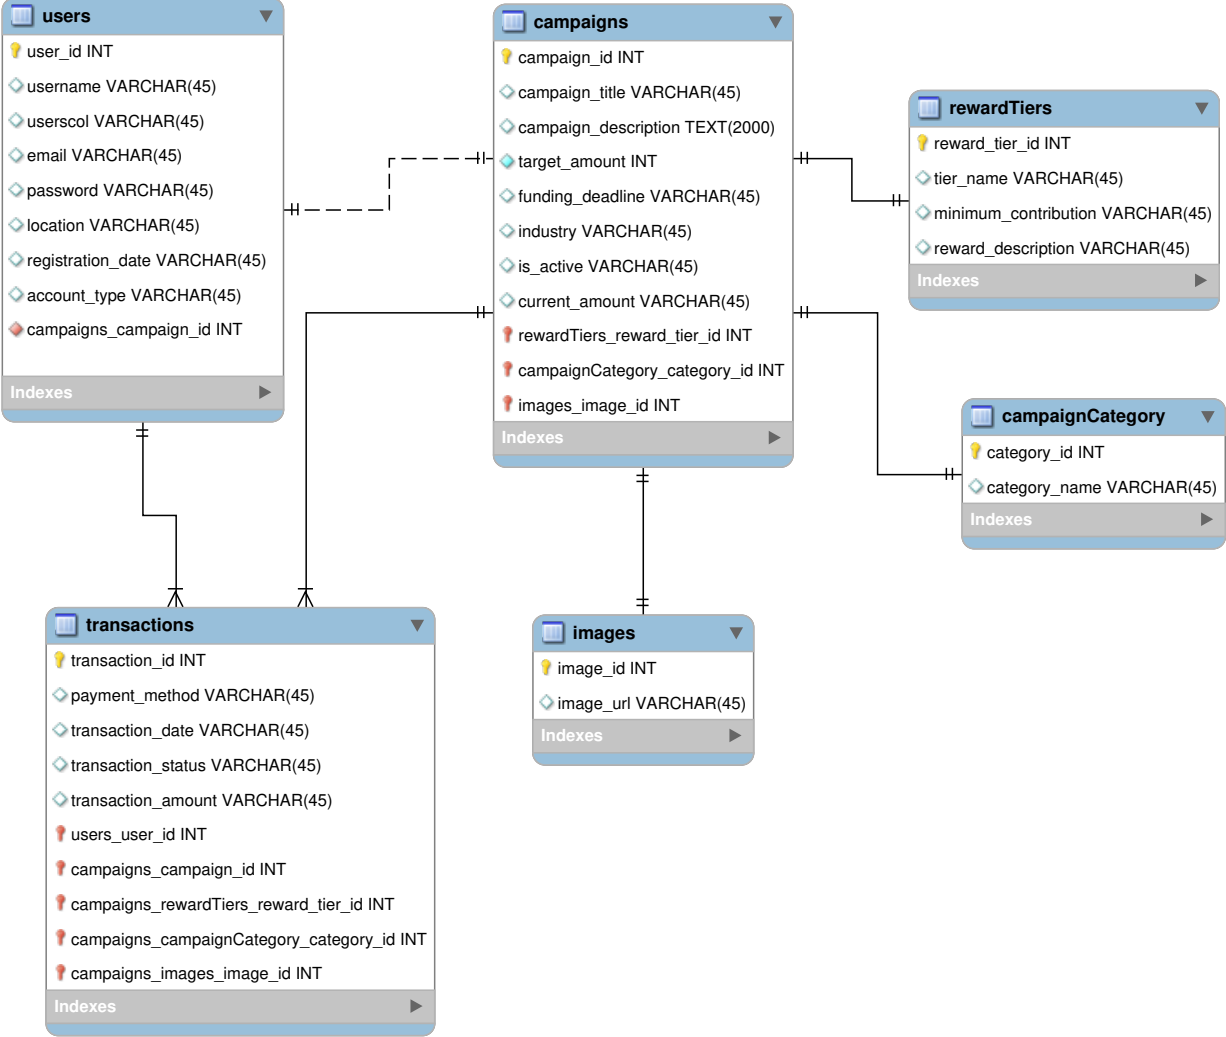 users
user_id INT
username VARCHAR(45)
userscol VARCHAR(45)
email VARCHAR(45)
password VARCHAR(45)
location VARCHAR(45)
registration_date VARCHAR(45)
account_type VARCHAR(45)
campaigns_campaign_id INT
Indexes
campaigns
campaign_id INT
campaign_title VARCHAR(45)
campaign_description TEXT(2000)
target_amount INT
funding_deadline VARCHAR(45)
industry VARCHAR(45)
is_active VARCHAR(45)
current_amount VARCHAR(45)
rewardTiers_reward_tier_id INT
campaignCategory_category_id INT
images_image_id INT
Indexes
rewardTiers
reward_tier_id INT
tier_name VARCHAR(45)
minimum_contribution VARCHAR(45)
reward_description VARCHAR(45)
Indexes
campaignCategory
category_id INT
category_name VARCHAR(45)
Indexes
transactions
transaction_id INT
payment_method VARCHAR(45)
transaction_date VARCHAR(45)
transaction_status VARCHAR(45)
transaction_amount VARCHAR(45)
users_user_id INT
campaigns_campaign_id INT
campaigns_rewardTiers_reward_tier_id INT
campaigns_campaignCategory_category_id INT
campaigns_images_image_id INT
Indexes
images
image_id INT
image_url VARCHAR(45)
Indexes